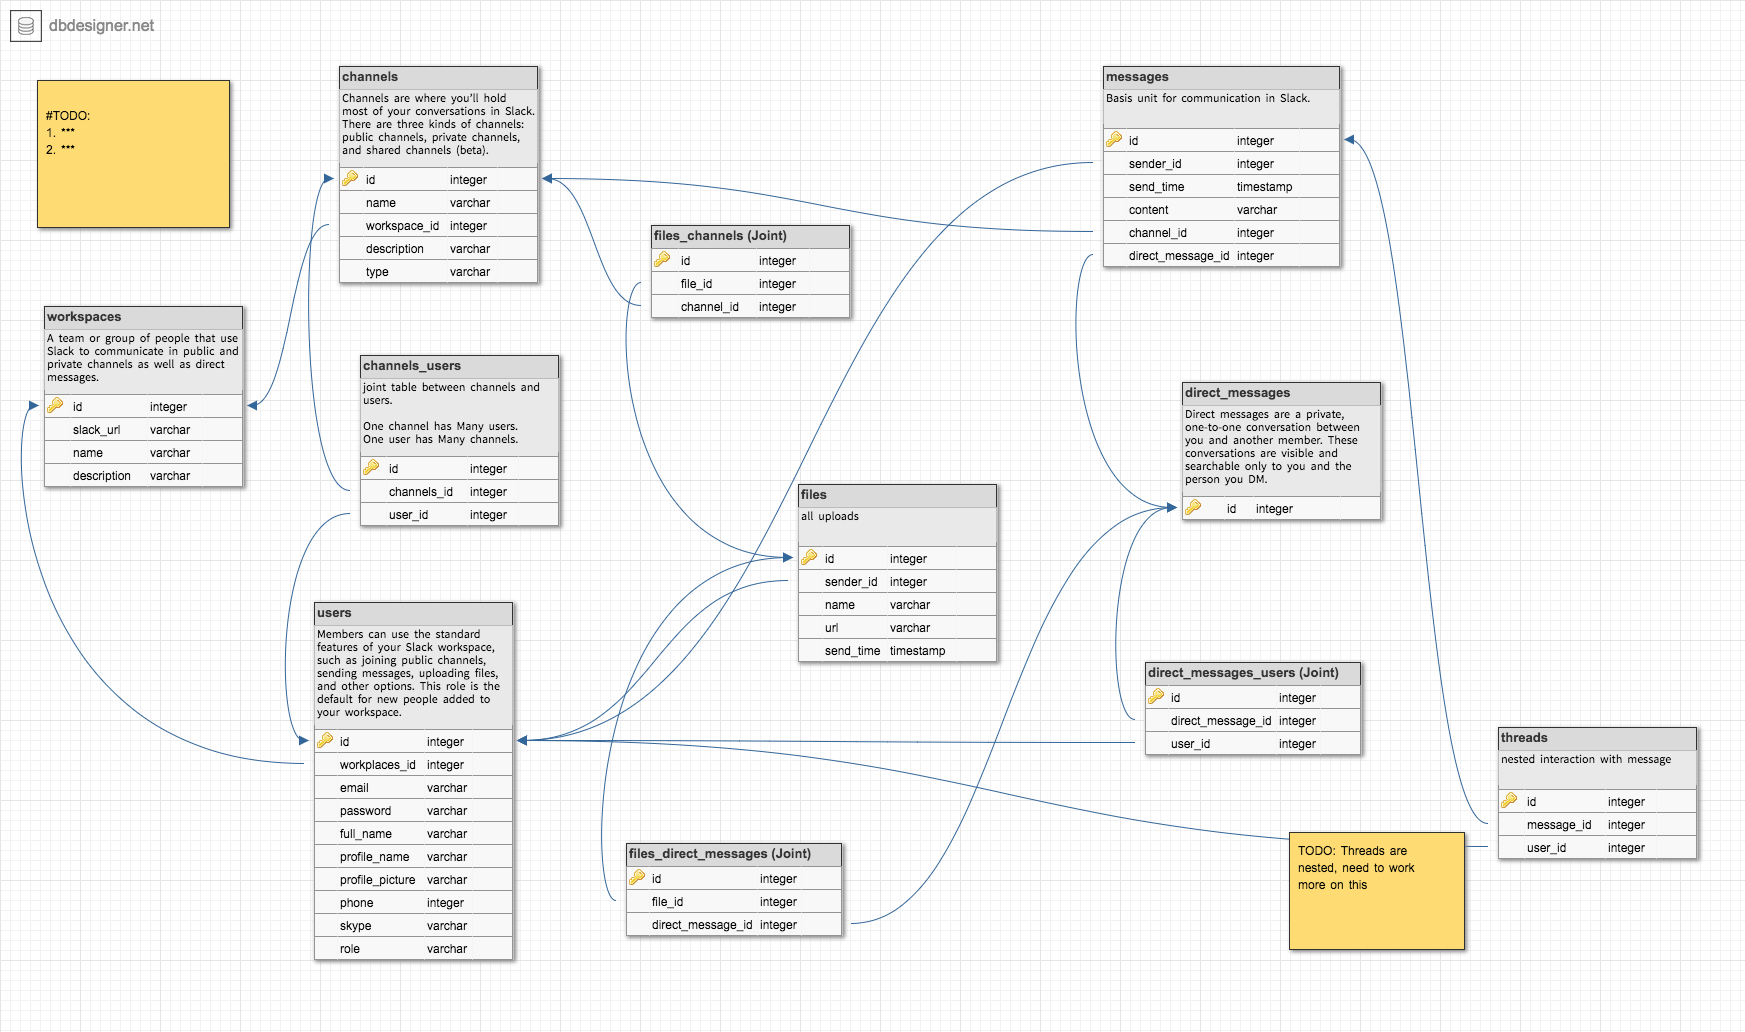 dbdesigner.net
#TODO:
1. ***
2. ***
channels
Channels are where you'll hold
most of your conversations in Slack.
There are three kinds of channels:
public channels, private channels,
and shared channels (beta).
id integer
name varchar
workspace_id integer
description varchar
type varchar
messages
Basis unit for communication in Slack.
id integer
sender_id integer
send_time timestamp
content varchar
channel_id integer
direct_message_id integer
files_channels (Joint)
id integer
file_id integer
channel_id integer
workspaces
A team or group of people that use
Slack to communicate in public and
private channels as well as direct
messages.
id integer
slack_url varchar
name varchar
description varchar
channels_users
joint table between channels and
users.
One channel has Many users.
One user has Many channels.
id integer
channels_id integer
user_id integer
direct_messages
Direct messages are a private,
one-to-one conversation between
you and another member. These
conversations are visible and
searchable only to you and the
person you DM.
id integer
files
all uploads
id integer
sender_id integer
name varchar
url varchar
send_time timestamp
users
Members can use the standard
features of your Slack workspace,
such as joining public channels,
sending messages, uploading files,
and other options. This role is the
default for new people added to
your workspace.
id integer
workplaces_id integer
email varchar
password varchar
full_name varchar
profile_name varchar
profile_picture varchar
phone integer
skype varchar
role varchar
direct_messages_users (Joint)
id integer
direct_message_id integer
user_id integer
threads
nested interaction with message
id integer
message_id integer
user_id integer
files_direct_messages (Joint)
id integer
file_id integer
direct_message_id integer
TODO: Threads are
nested, need to work
more on this